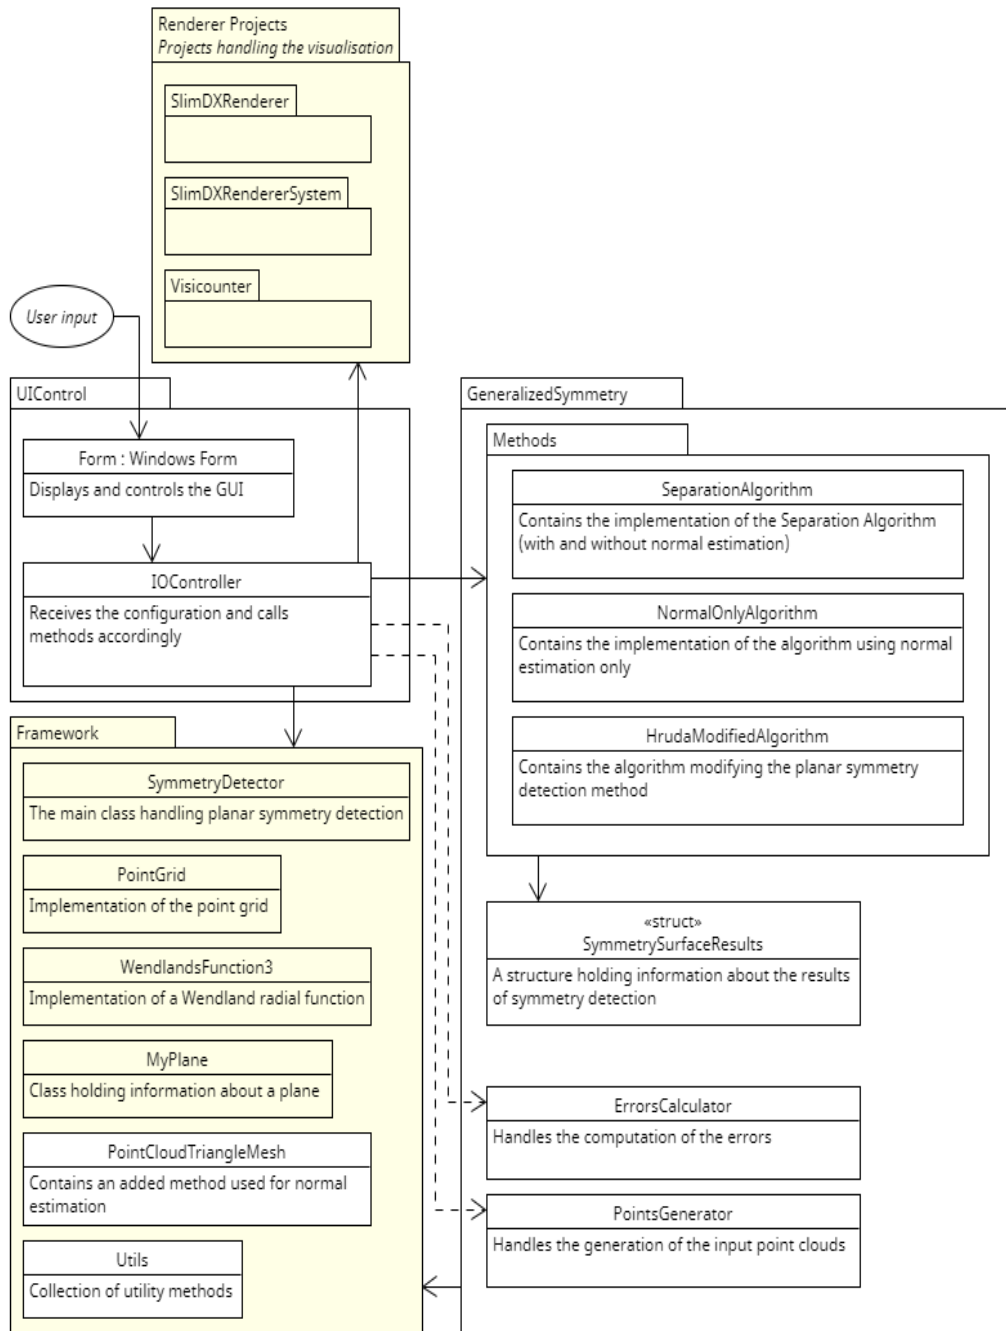 Renderer Projects
Projects handling the visualisation
SlimDXRenderer
SlimDXRendererSystem
Visicounter
User input
UIControl
Form : Windows Form
Displays and controls the GUI
IOController
Receives the configuration and calls
methods accordingly
GeneralizedSymmetry
Methods
SeparationAlgorithm
Contains the implementation of the Separation Algorithm
(with and without normal estimation)
NormalOnlyAlgorithm
Contains the implementation of the algorithm using normal
estimation only
HrudaModifiedAlgorithm
Contains the algorithm modifying the planar symmetry
detection method
«struct»
SymmetrySurfaceResults
A structure holding information about the results
of symmetry detection
ErrorsCalculator
Handles the computation of the errors
PointsGenerator
Handles the generation of the input point clouds
Framework
SymmetryDetector
The main class handling planar symmetry detection
PointGrid
Implementation of the point grid
WendlandsFunction3
Implementation of a Wendland radial function
MyPlane
Class holding information about a plane
PointCloudTriangleMesh
Contains an added method used for normal
estimation
Utils
Collection of utility methods